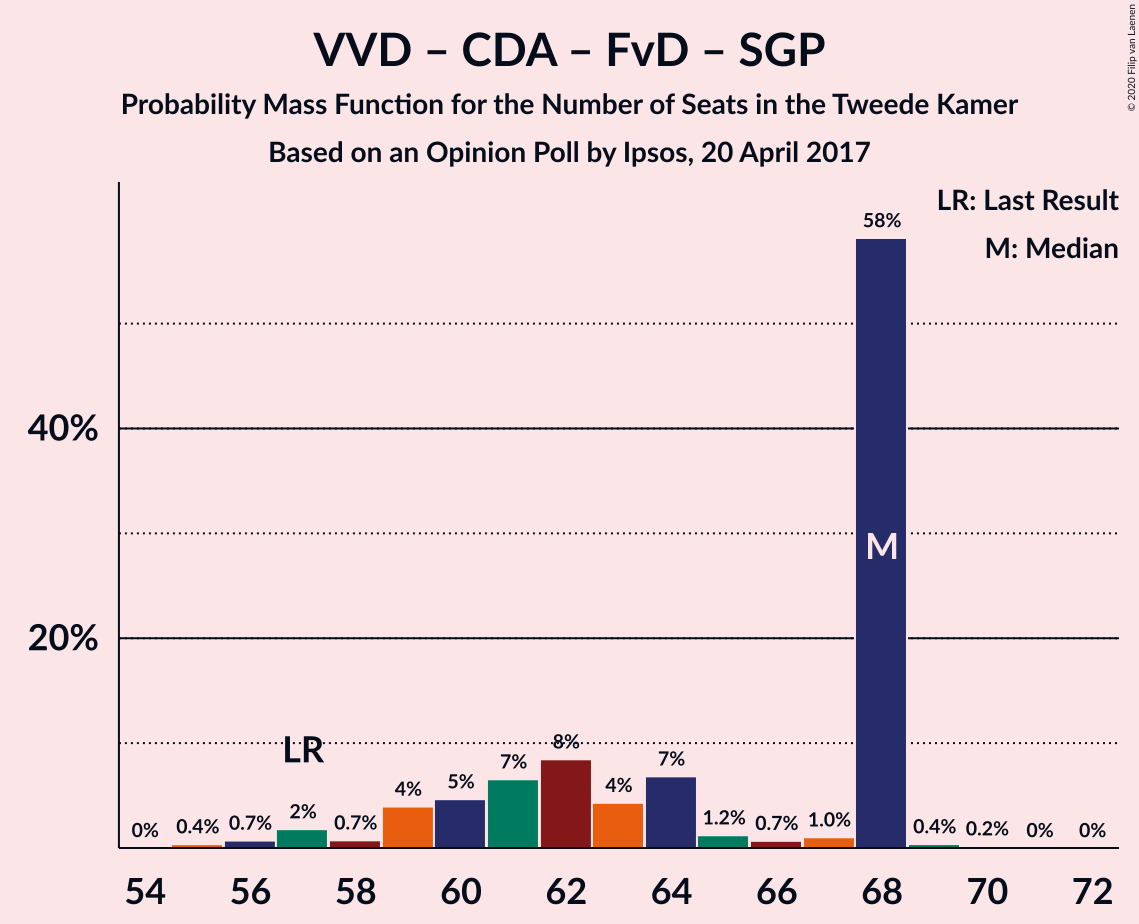 VVD – CDA – FvD – SGP
Probability Mass Function for the Number of Seats in the Tweede Kamer
Based on an Opinion Poll by Ipsos, 20 April 2017
© 2020 Filip van Laenen
LR: Last Result
M: Median
40%
20%
0%
0.4%
0.7%
2%
0.7%
4%
5%
7%
8%
4%
7%
1.2%
0.7%
1.0%
58%
0.4%
0.2%
0%
0%
LR
M
54 56 58 60 62 64 66 68 70 72